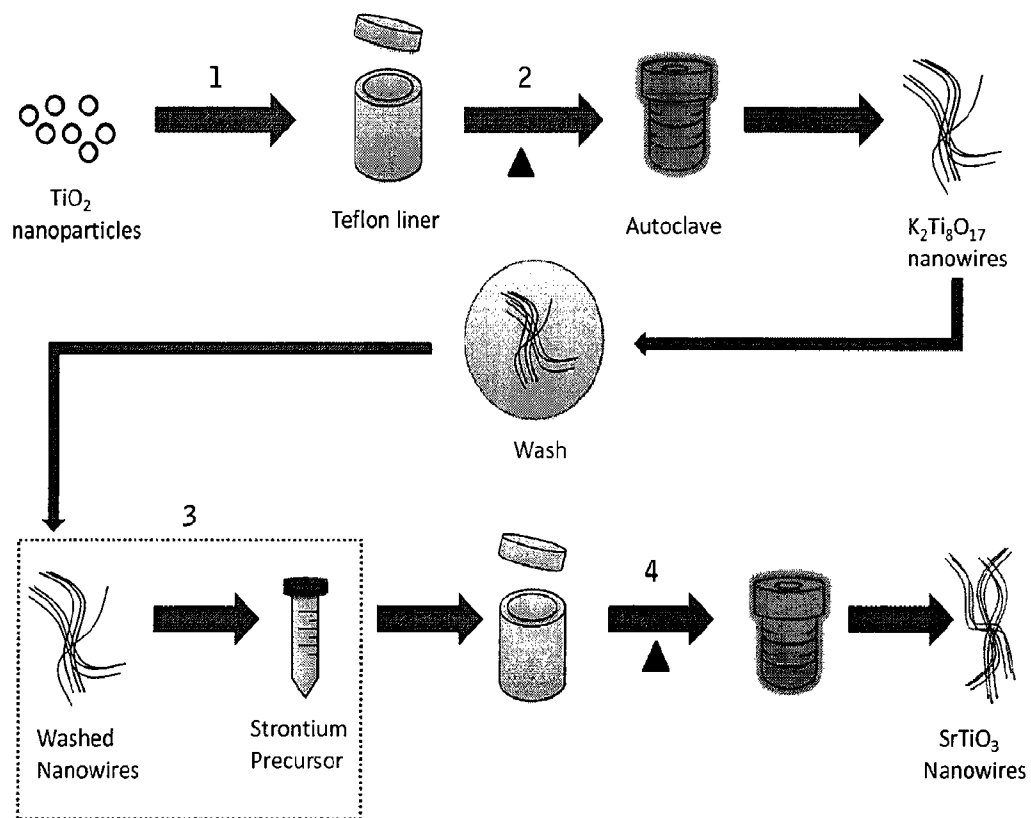 1
2
TiO₂
nanoparticles
Teflon liner
Autoclave
K₂Ti₈O₁₇
nanowires
Wash
3
4
Washed
Nanowires
Strontium
Precursor
SrTiO₃
Nanowires